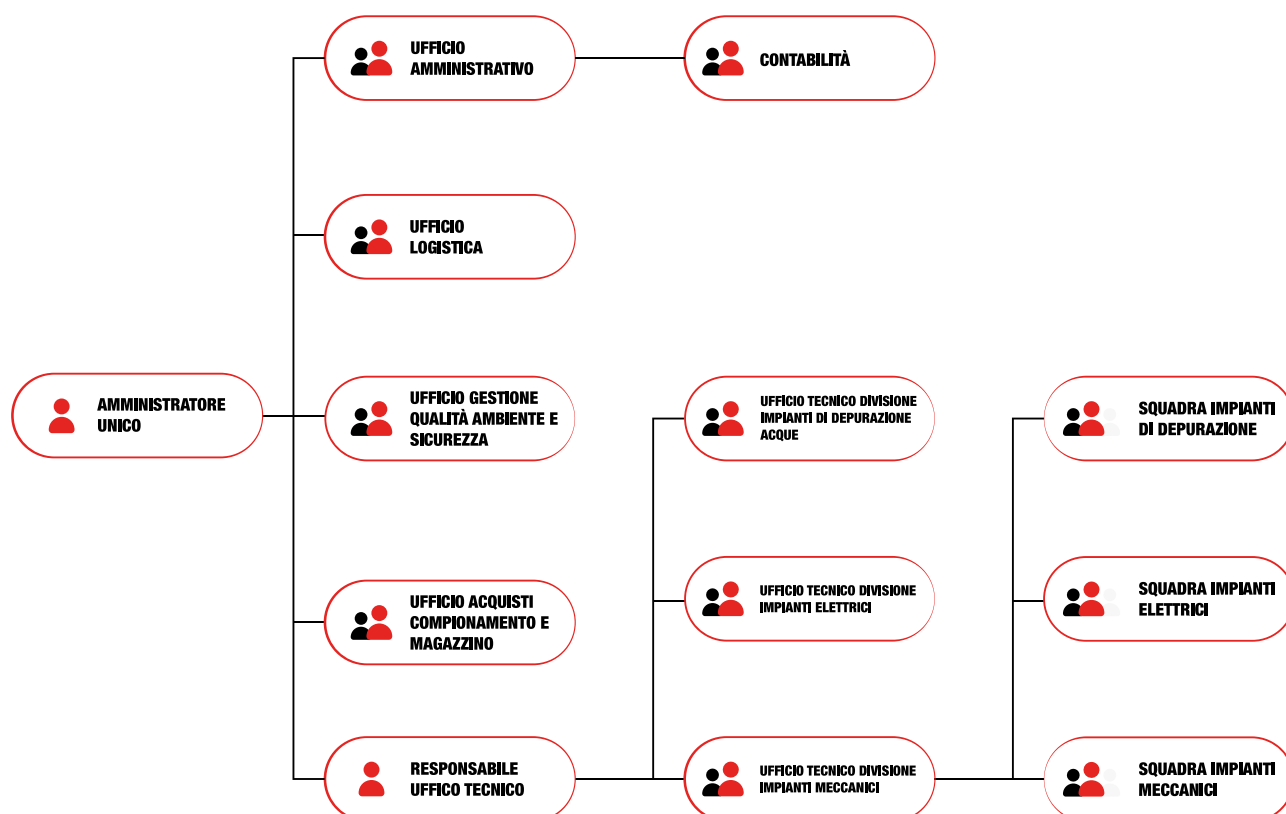 UFFICIO
AMMINISTRATIVO
CONTABILITÀ
UFFICIO
LOGISTICA
AMMINISTRATORE
UNICO
UFFICIO GESTIONE
QUALITÀ AMBIENTE E
SICUREZZA
UFFICIO TECNICO DIVISIONE
IMPIANTI DI DEPURAZIONE
ACQUE
SQUADRA IMPIANTI
DI DEPURAZIONE
UFFICIO ACQUISTI
COMPIONAMENTO E
MAGAZZINO
UFFICIO TECNICO DIVISIONE
IMPIANTI ELETTRICI
SQUADRA IMPIANTI
ELETTRICI
RESPONSABILE
UFFICO TECNICO
UFFICIO TECNICO DIVISIONE
IMPIANTI MECCANICI
SQUADRA IMPIANTI
MECCANICI